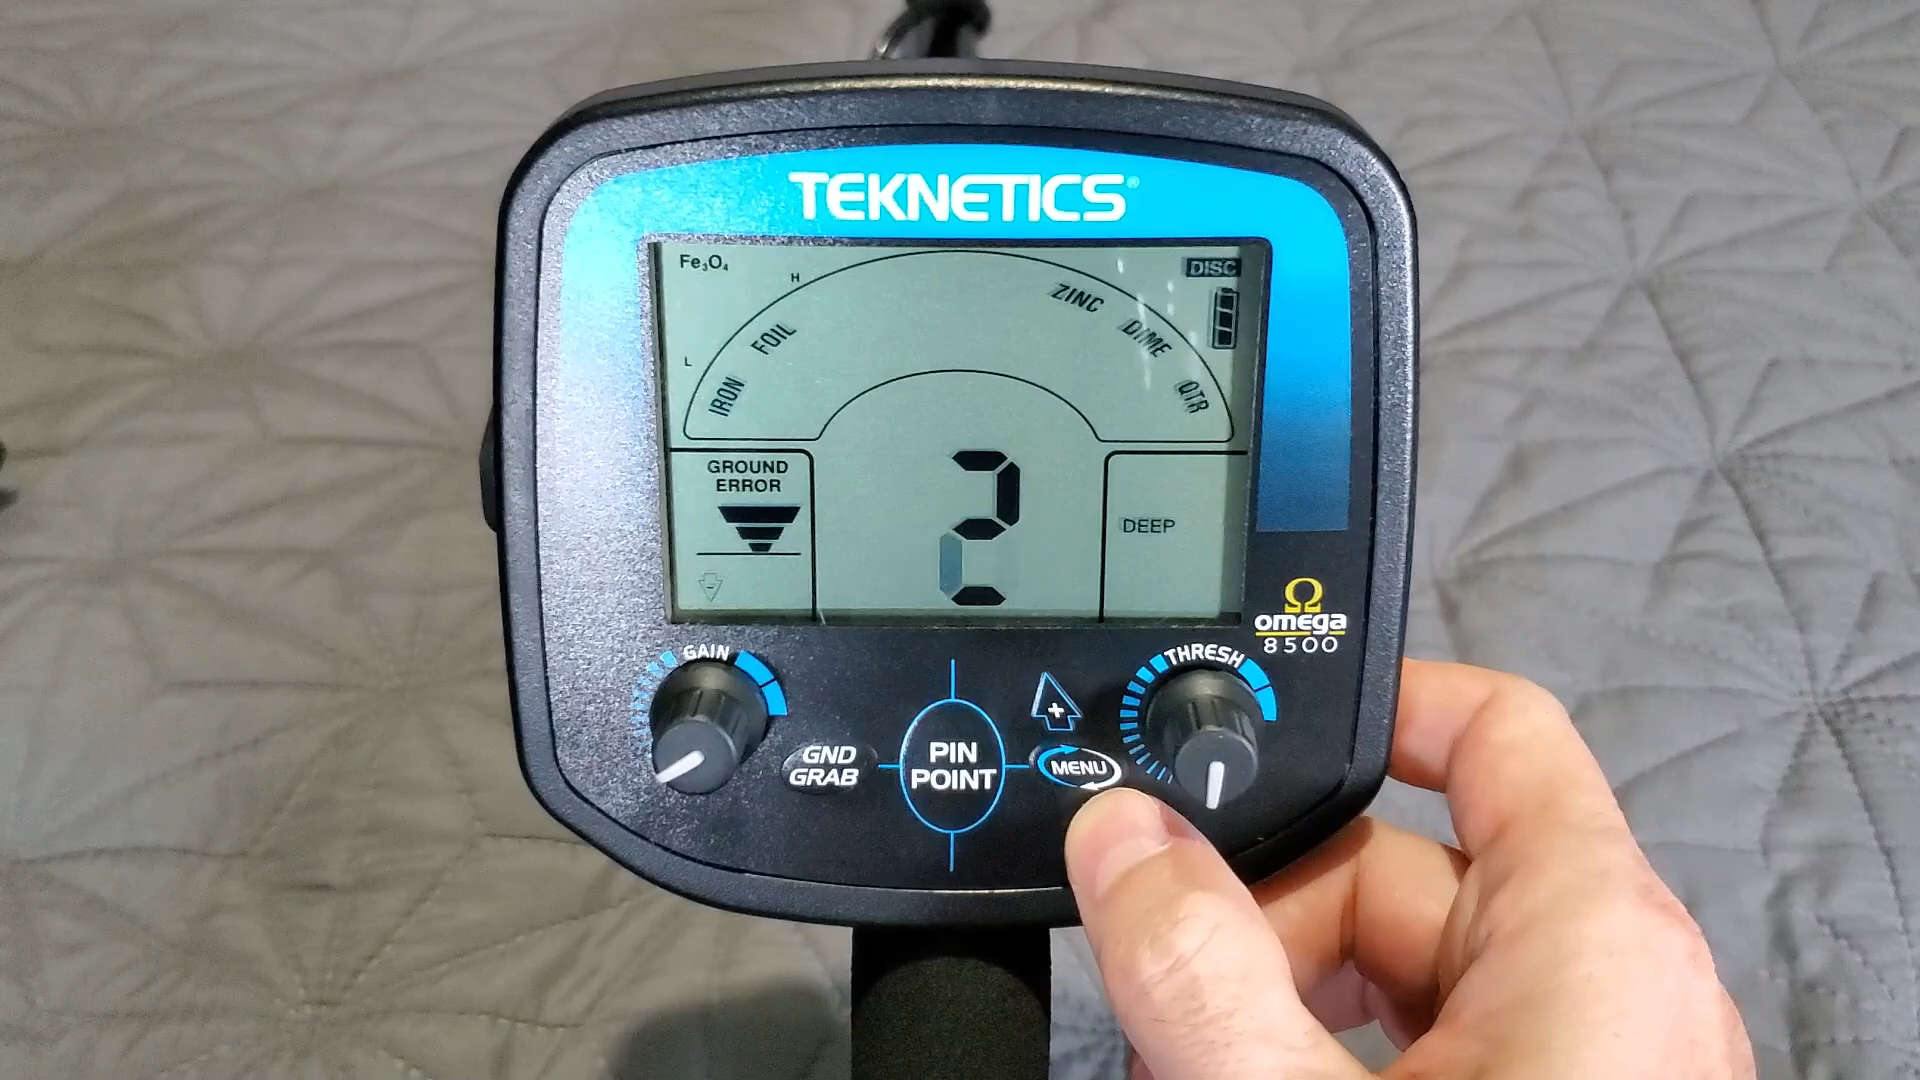 TEKNETICS®
Fe₃O₄
H
DISC
ZINC
FOIL
DIME
L
IRON
QTR
GROUND
ERROR
2
DEEP
Ω
omega
8500
GAIN
THRESH
+
GND
GRAB
PIN
POINT
MENU